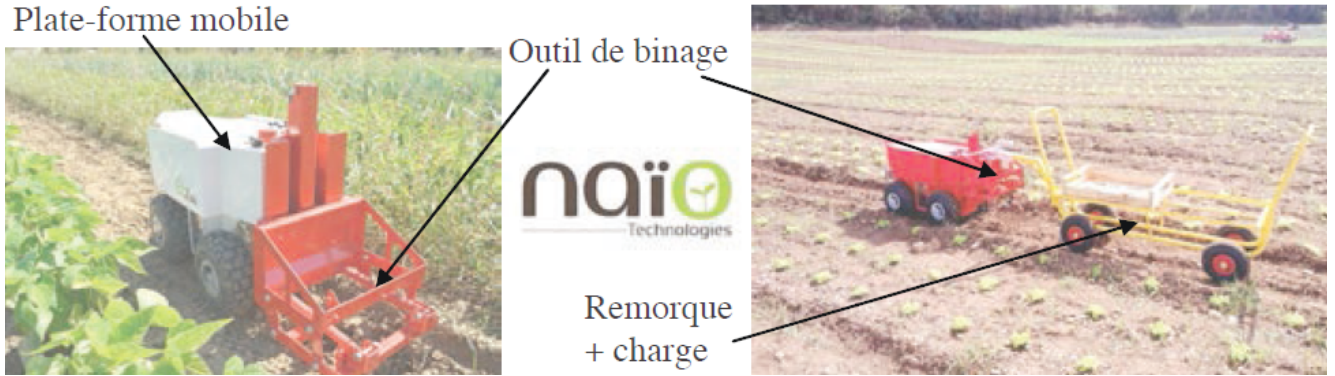 Plate-forme mobile
Outil de binage
naïo
Technologies
Remorque
+ charge